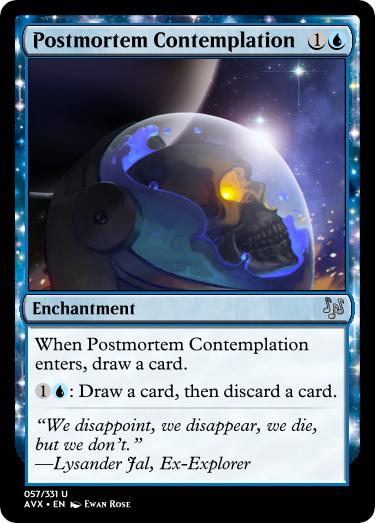 Postmortem Contemplation 1
Enchantment
When Postmortem Contemplation
enters, draw a card.
1 : Draw a card, then discard a card.
“We disappoint, we disappear, we die,
but we don’t.”
—Lysander Jal, Ex-Explorer
057/331 U
AVX • EN Ewan Rose